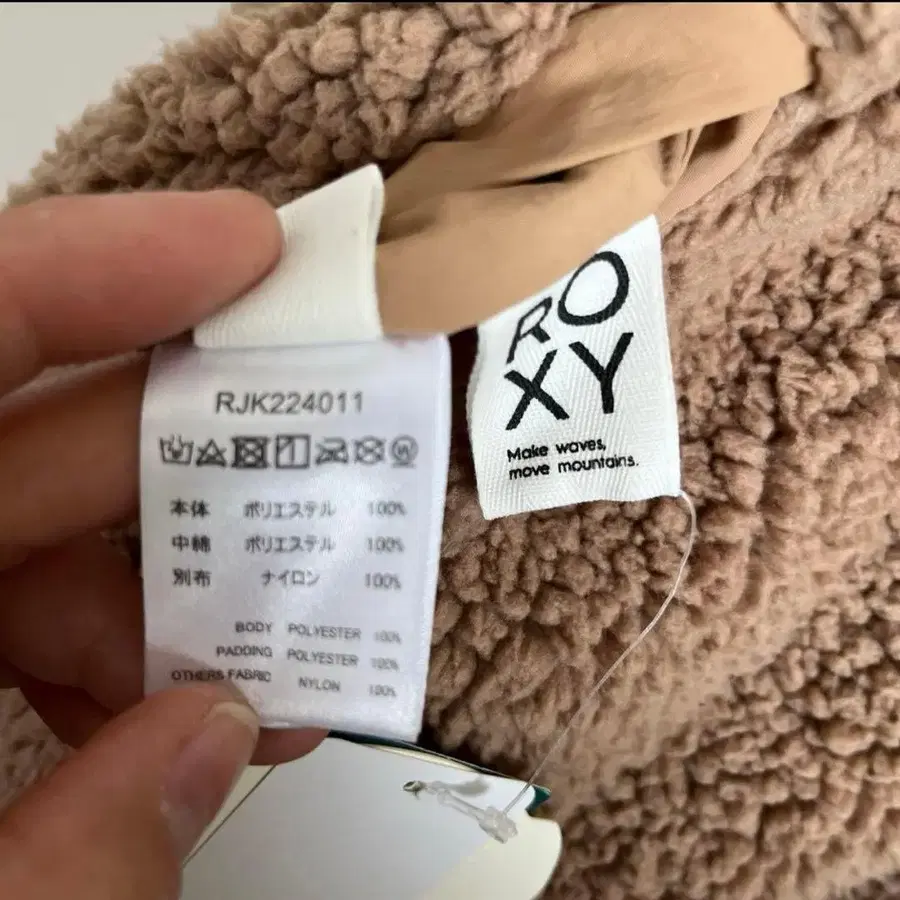 RJK224011
本体 ポリエステル 100%
中綿 ポリエステル 100%
別布 ナイロン 100%
BODY POLYESTER 100%
PADDING POLYESTER 100%
OTHERS FABRIC NYLON 100%
ROXY
Make waves,
move mountains.